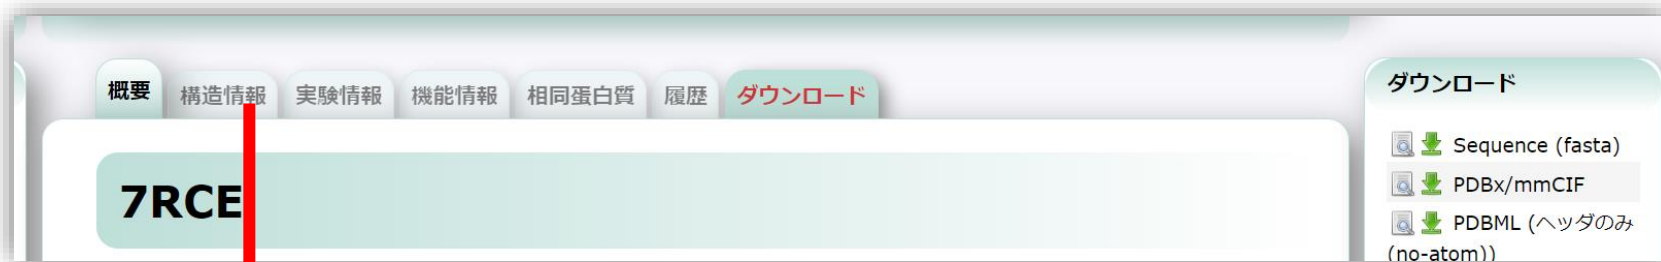 概要 構造情報 実験情報 機能情報 相同蛋白質 履歴 ダウンロード
7RCE
ダウンロード
Sequence (fasta)
PDBx/mmCIF
PDBML (ヘッダのみ
(no-atom))